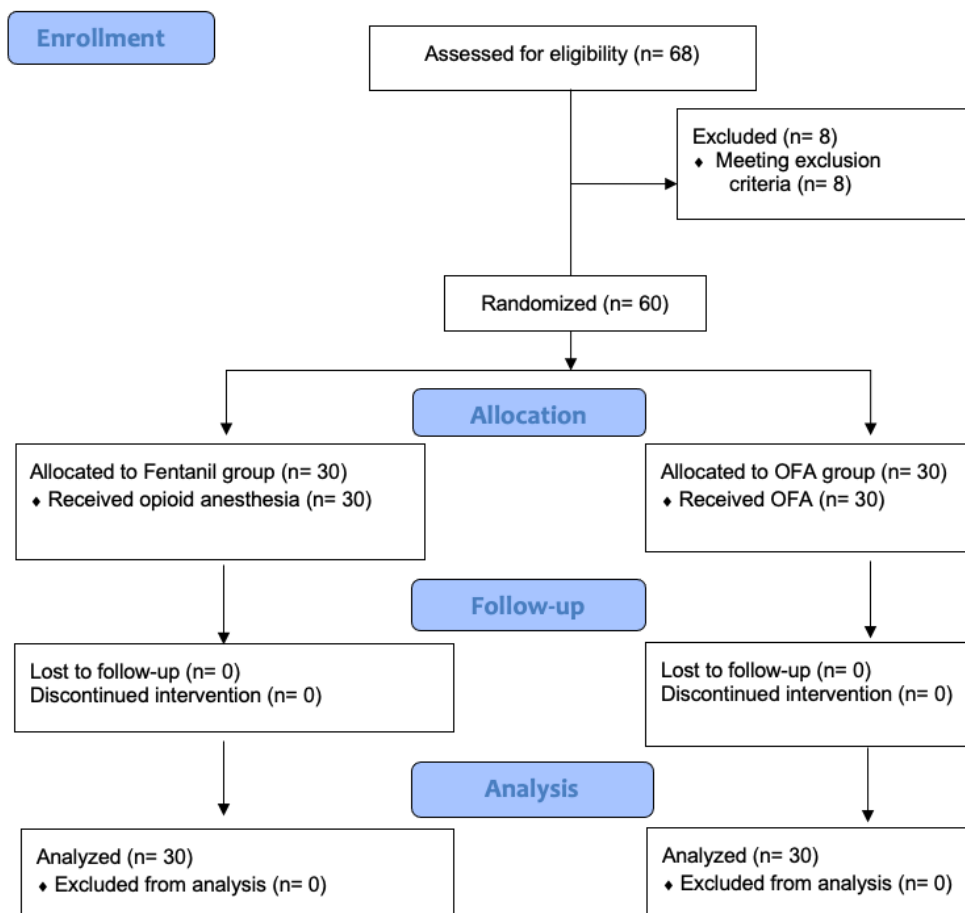 Enrollment
Assessed for eligibility (n= 68)
Excluded (n= 8)
♦ Meeting exclusion
criteria (n= 8)
Randomized (n= 60)
Allocation
Allocated to Fentanil group (n= 30)
♦ Received opioid anesthesia (n= 30)
Allocated to OFA group (n= 30)
♦ Received OFA (n= 30)
Follow-up
Lost to follow-up (n= 0)
Discontinued intervention (n= 0)
Lost to follow-up (n= 0)
Discontinued intervention (n= 0)
Analysis
Analyzed (n= 30)
♦ Excluded from analysis (n= 0)
Analyzed (n= 30)
♦ Excluded from analysis (n= 0)